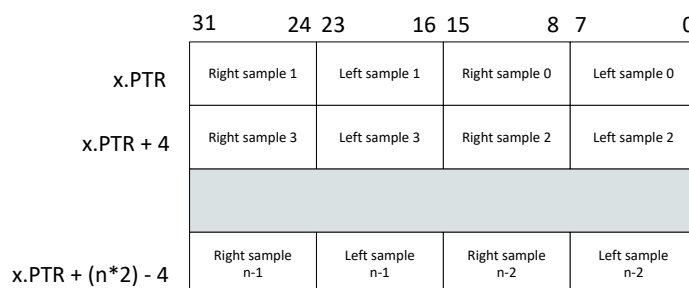 31 24 23 16 15 8 7 0
x.PTR Right sample 1 Left sample 1 Right sample 0 Left sample 0
x.PTR + 4 Right sample 3 Left sample 3 Right sample 2 Left sample 2
x.PTR + (n*2) - 4 Right sample Left sample Right sample Left sample
n-1 n-1 n-2 n-2